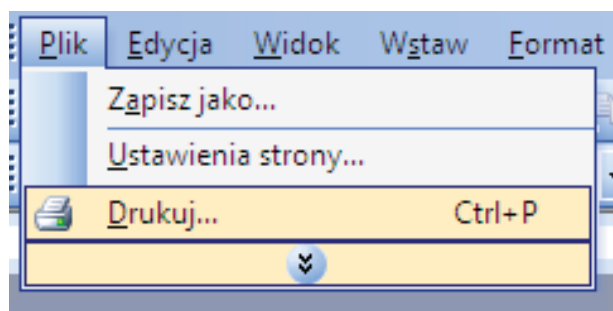 Plik Edycja Widok Wstaw Format
Zapisz jako...
Ustawienia strony...
Drukuj... Ctrl+P